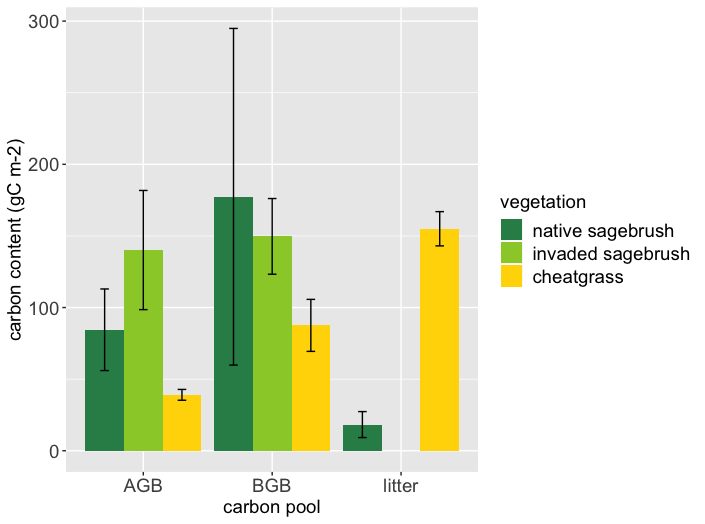 300
200
100
0
carbon content (gC m-2)
AGB
BGB
litter
carbon pool
vegetation
native sagebrush
invaded sagebrush
cheatgrass